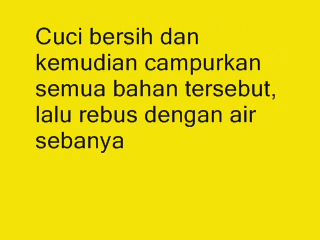 Cuci bersih dan
kemudian campurkan
semua bahan tersebut,
lalu rebus dengan air
sebanya